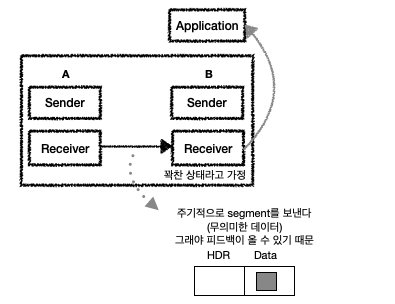 Application
A
B
Sender
Sender
Receiver
Receiver
꽉찬 상태라고 가정
주기적으로 segment를 보낸다
(무의미한 데이터)
그래야 피드백이 올 수 있기 때문
HDR
Data